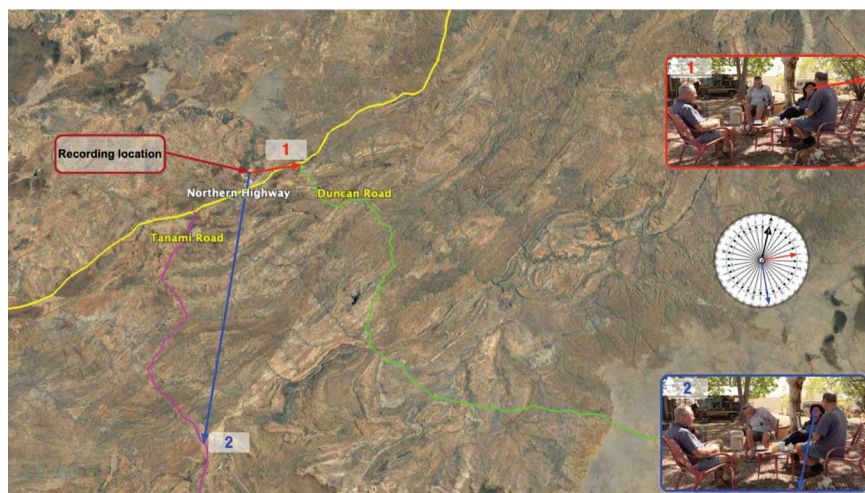 1
Recording location
1
Northern Highway
Duncan Road
Tanami Road
2
2